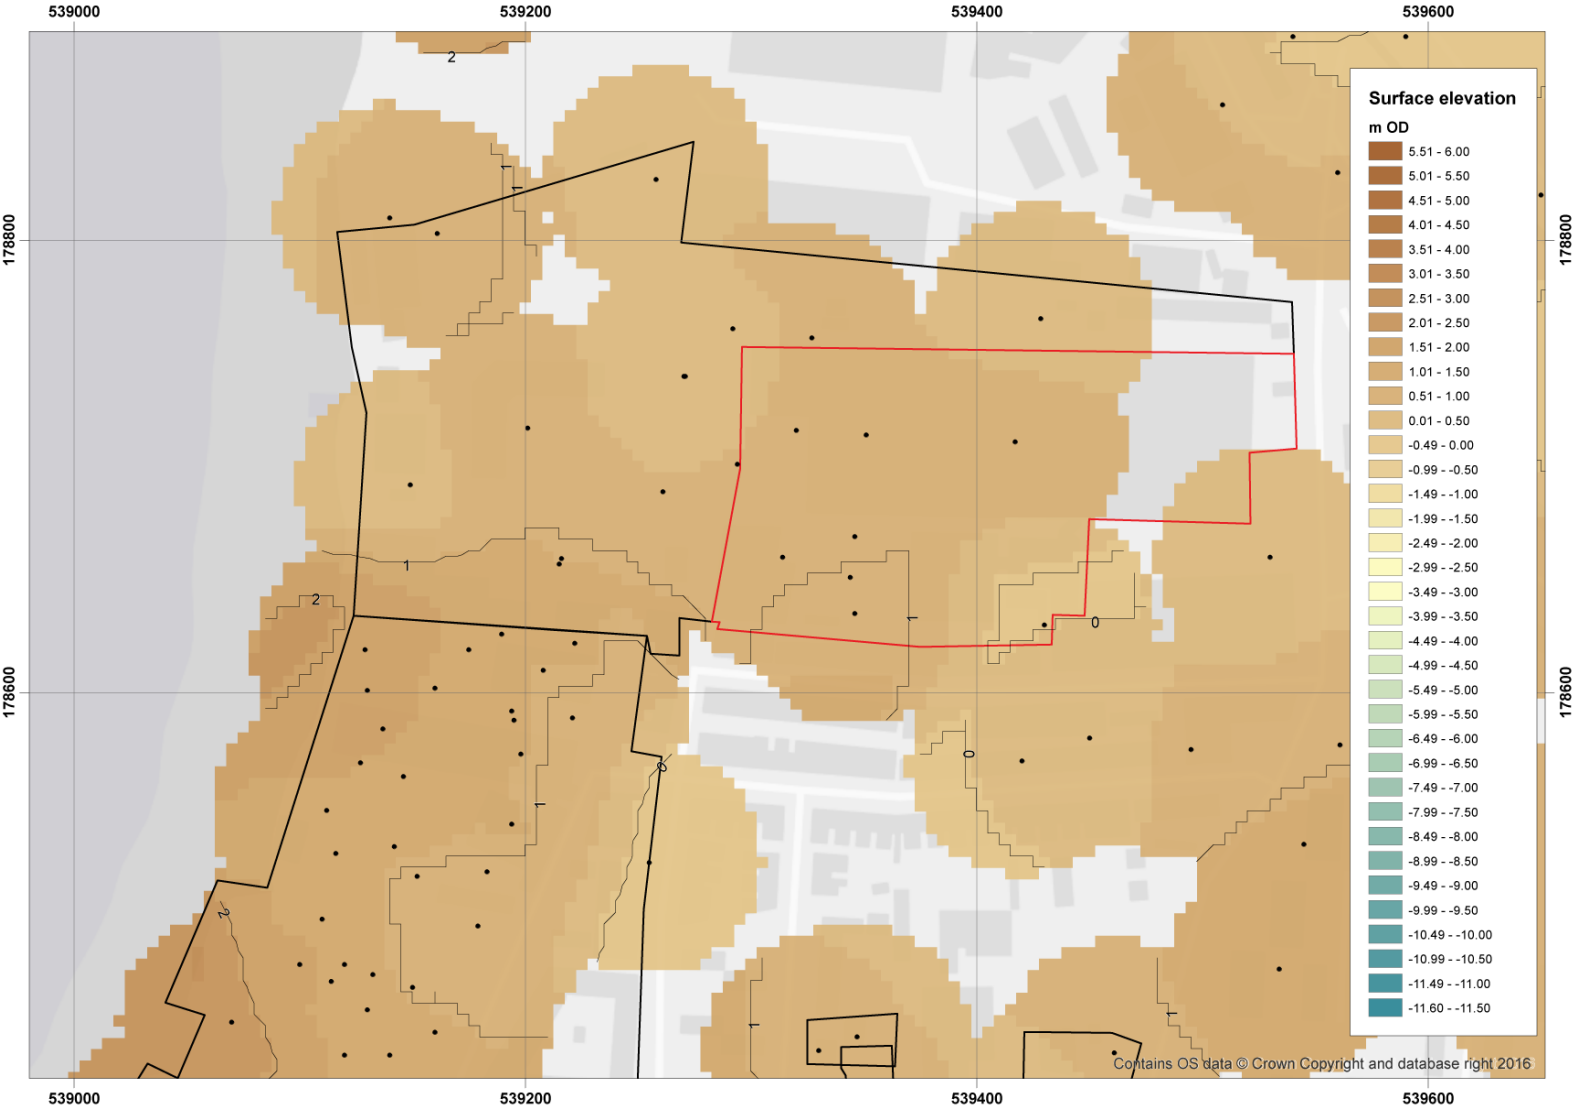 539000 539200 539400 539600
2
Surface elevation
m OD
5.51 - 6.00
5.01 - 5.50
4.51 - 5.00
4.01 - 4.50
3.51 - 4.00
3.01 - 3.50
2.51 - 3.00
2.01 - 2.50
1.51 - 2.00
1.01 - 1.50
0.51 - 1.00
0.01 - 0.50
-0.49 - 0.00
-0.99 - -0.50
-1.49 - -1.00
-1.99 - -1.50
-2.49 - -2.00
-2.99 - -2.50
-3.49 - -3.00
-3.99 - -3.50
-4.49 - -4.00
-4.99 - -4.50
-5.49 - -5.00
-5.99 - -5.50
-6.49 - -6.00
-6.99 - -6.50
-7.49 - -7.00
-7.99 - -7.50
-8.49 - -8.00
-8.99 - -8.50
-9.49 - -9.00
-9.99 - -9.50
-10.49 - -10.00
-10.99 - -10.50
-11.49 - -11.00
-11.60 - -11.50
1
1
178800 178800
1
2
1
0
178600 178600
0
0
1
2
1
1
Contains OS data © Crown Copyright and database right 2016
539000 539200 539400 539600